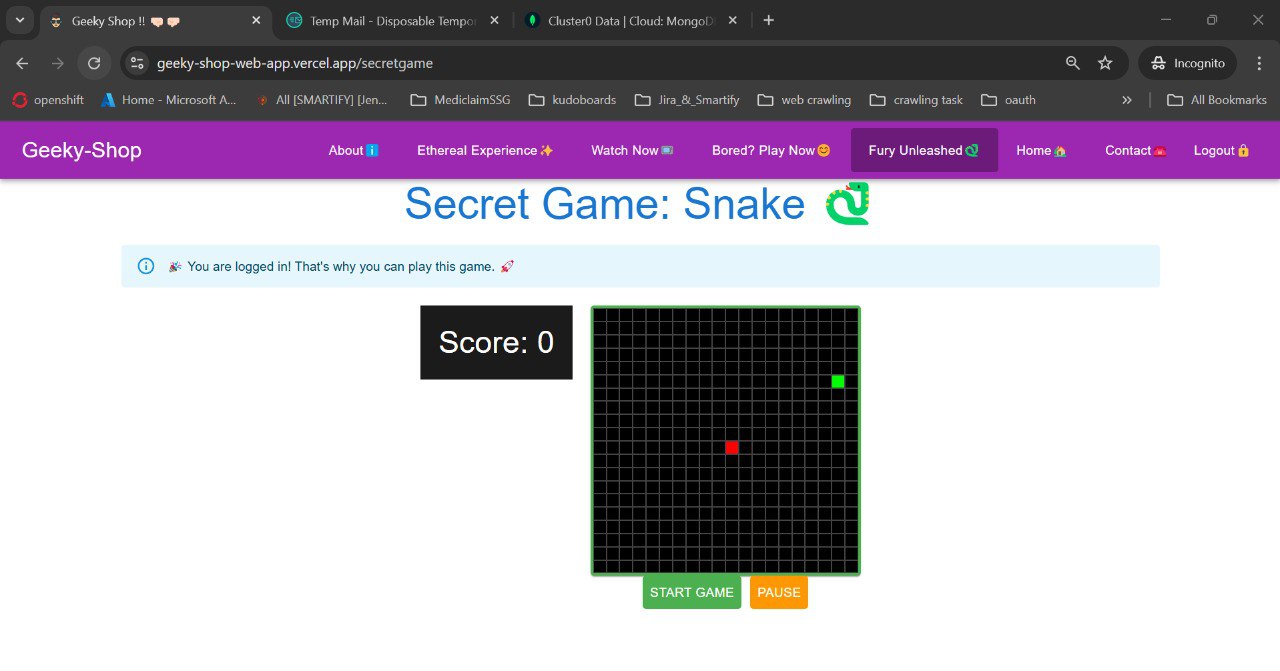 Geeky Shop !! 👊🏻👊🏻
Temp Mail - Disposable Tempor
Cluster0 Data | Cloud: MongoD
geeky-shop-web-app.vercel.app/secretgame
Incognito
openshift
Home - Microsoft A...
All [SMARTIFY] [Jen...
MediclaimSSG
kudoboards
Jira_&_Smartify
web crawling
crawling task
oauth
All Bookmarks
Geeky-Shop
About ℹ️
Ethereal Experience ✨
Watch Now
Bored? Play Now 😊
Fury Unleashed 🐍
Home 🏡
Contact ☎️
Logout 🔒
Secret Game: Snake 🐍
🎉 You are logged in! That's why you can play this game. 🚀
Score: 0
START GAME
PAUSE